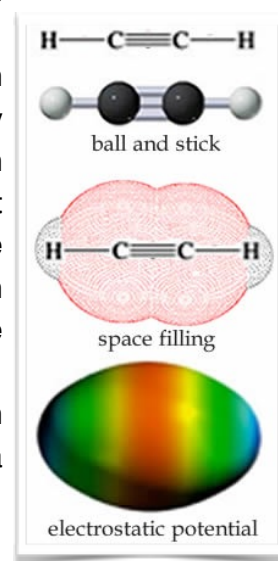 H—C≡C—H
ball and stick
H—C≡C—H
space filling
electrostatic potential